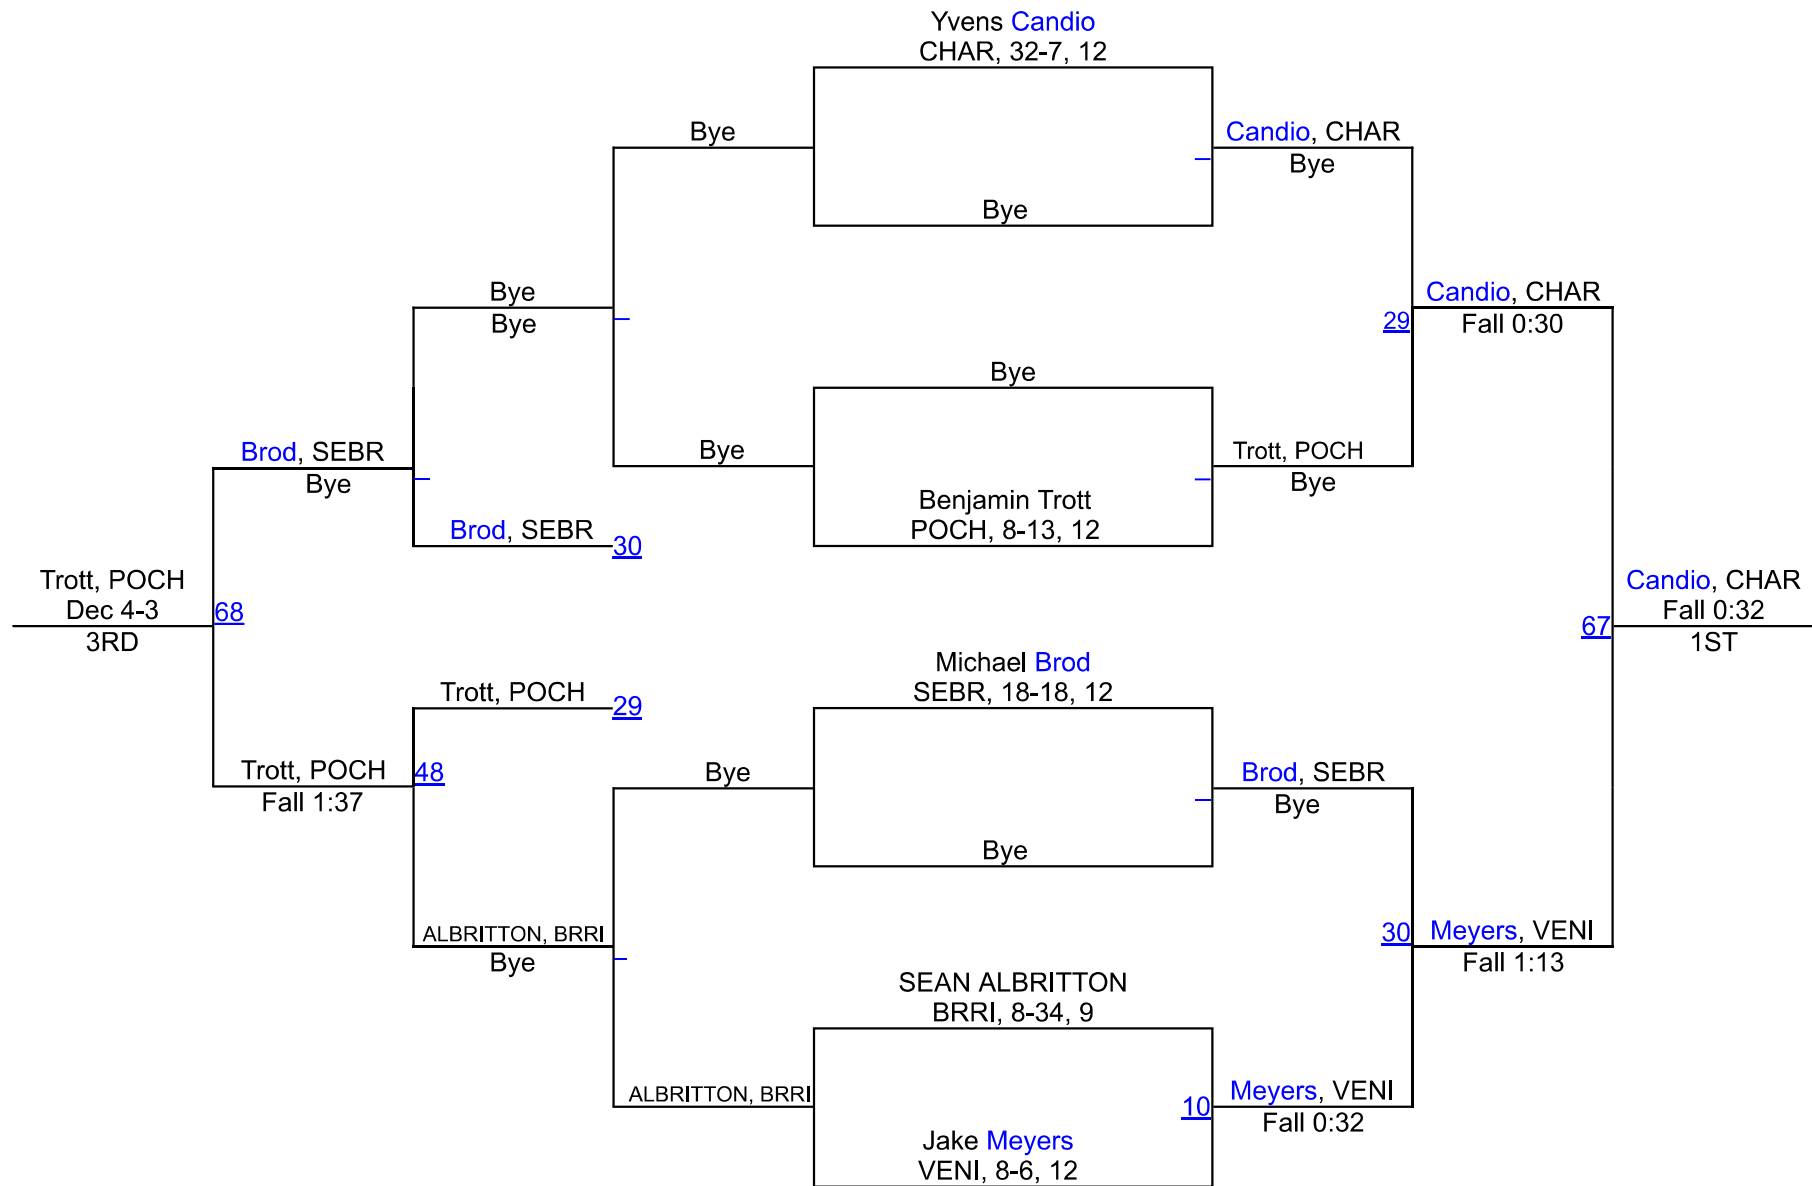 Yvens Candio
CHAR, 32-7, 12
Bye
Candio, CHAR
Bye
Bye
Bye
Bye
Candio, CHAR
29
Fall 0:30
Bye
Brod, SEBR
Bye
Bye
Trott, POCH
Bye
Benjamin Trott
POCH, 8-13, 12
Brod, SEBR
30
Trott, POCH
Dec 4-3
68
3RD
Candio, CHAR
Fall 0:32
67
1ST
Michael Brod
SEBR, 18-18, 12
Trott, POCH
29
Trott, POCH
48
Fall 1:37
Bye
Brod, SEBR
Bye
Bye
ALBRITTON, BRRI
Bye
30
Meyers, VENI
Fall 1:13
SEAN ALBRITTON
BRRI, 8-34, 9
ALBRITTON, BRRI
10
Meyers, VENI
Fall 0:32
Jake Meyers
VENI, 8-6, 12